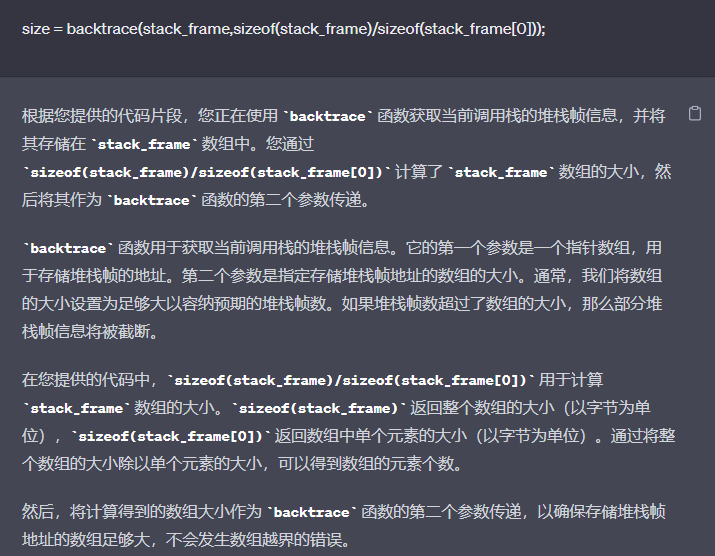 size = backtrace(stack_frame,sizeof(stack_frame)/sizeof(stack_frame[0]));
根据您提供的代码片段，您正在使用 `backtrace` 函数获取当前调用栈的堆栈帧信息，并将
其存储在 `stack_frame` 数组中。您通过
`sizeof(stack_frame)/sizeof(stack_frame[0])` 计算了 `stack_frame` 数组的大小，然
后将其作为 `backtrace` 函数的第二个参数传递。
`backtrace` 函数用于获取当前调用栈的堆栈帧信息。它的第一个参数是一个指针数组，用
于存储堆栈帧的地址。第二个参数是指定存储堆栈帧地址的数组的大小。通常，我们将数组
的大小设置为足够大以容纳预期的堆栈帧数。如果堆栈帧数超过了数组的大小，那么部分堆
栈帧信息将被截断。
在您提供的代码中，`sizeof(stack_frame)/sizeof(stack_frame[0])` 用于计算
`stack_frame` 数组的大小。`sizeof(stack_frame)` 返回整个数组的大小（以字节为单
位），`sizeof(stack_frame[0])` 返回数组中单个元素的大小（以字节为单位）。通过将整
个数组的大小除以单个元素的大小，可以得到数组的元素个数。
然后，将计算得到的数组大小作为 `backtrace` 函数的第二个参数传递，以确保存储堆栈帧
地址的数组足够大，不会发生数组越界的错误。